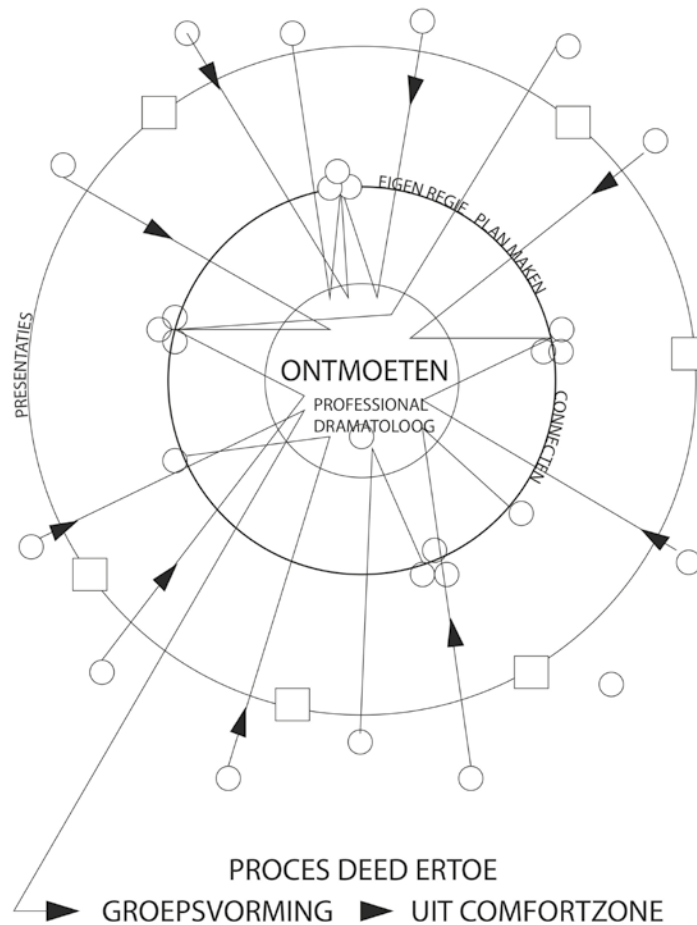 EIGEN REGIE PLAN MAKEN
PRESENTATIES
ONTMOETEN
PROFESSIONAL
DRAMATOLOOG
CONNECTEN
PROCES DEED ERTOE
GROEPSVORMING UIT COMFORTZONE